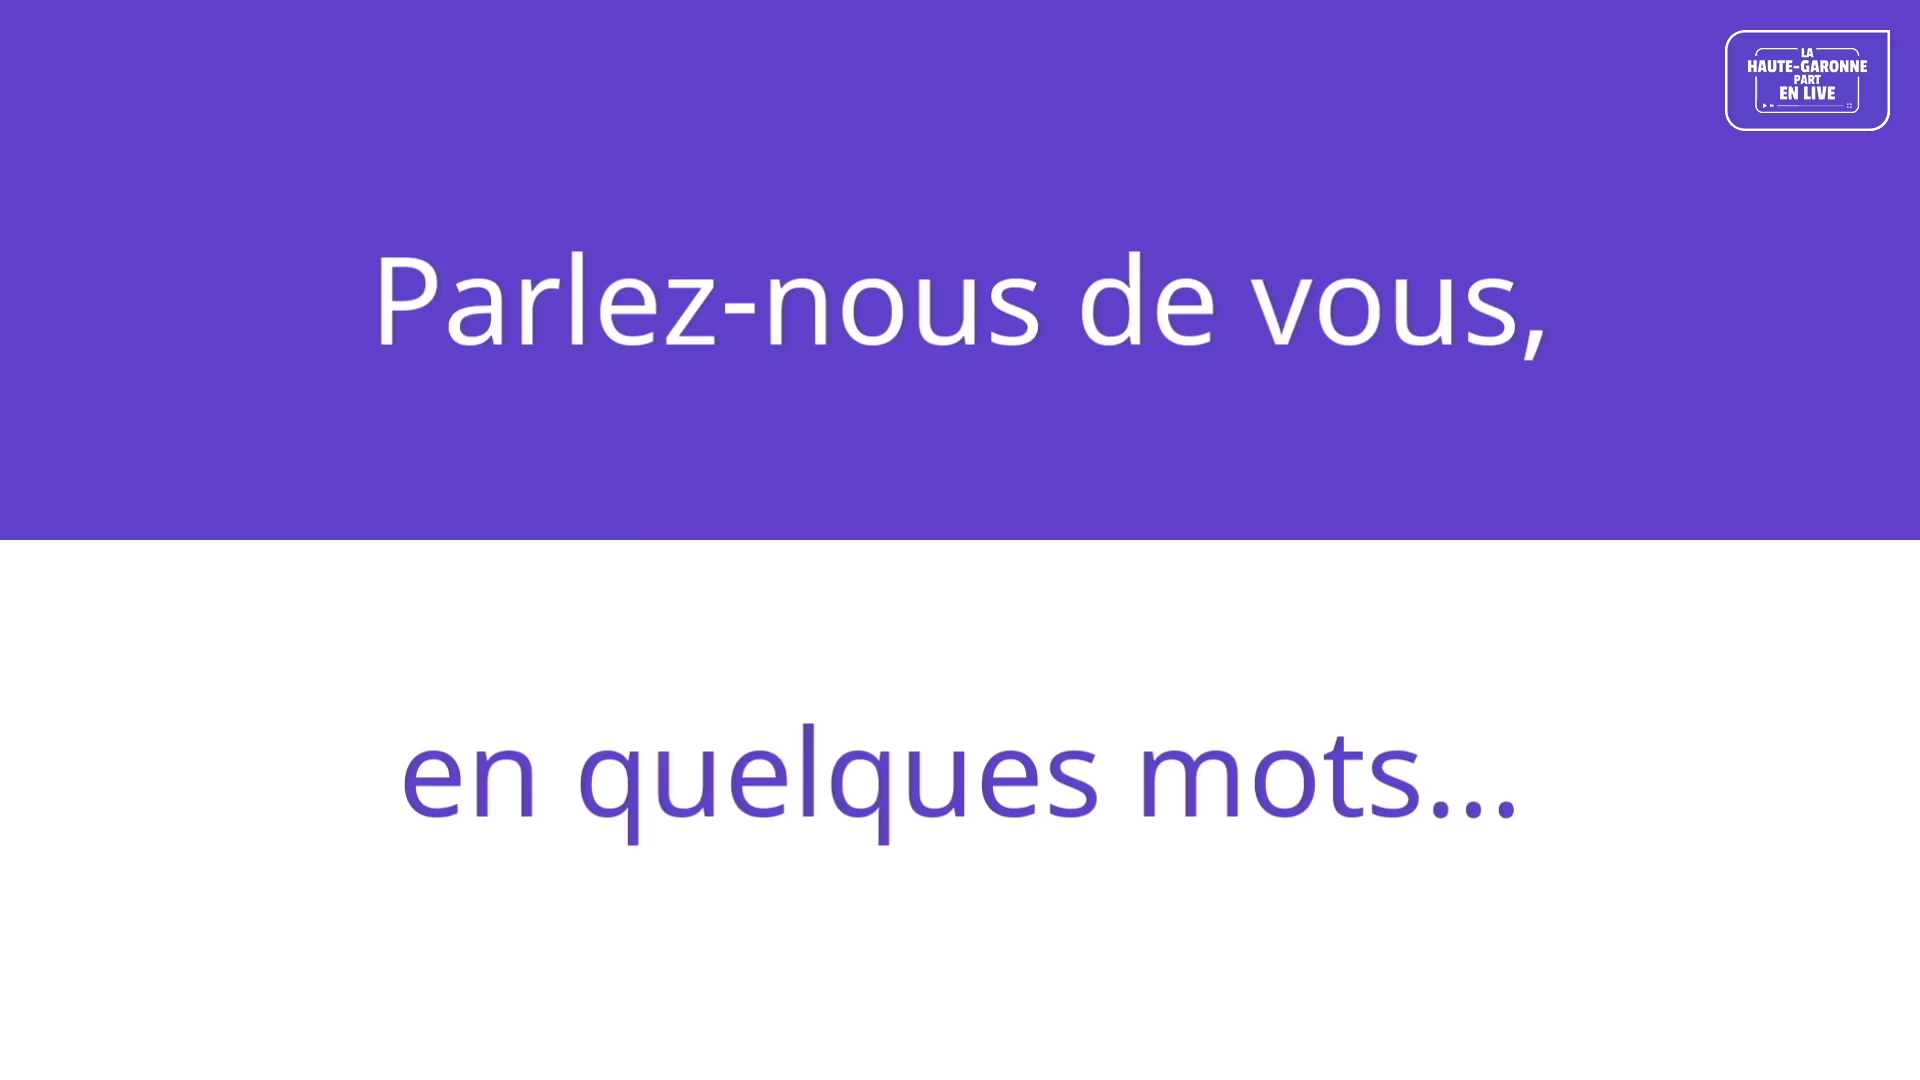 LA
HAUTE-GARONNE
PART
EN LIVE
Parlez-nous de vous,
en quelques mots...